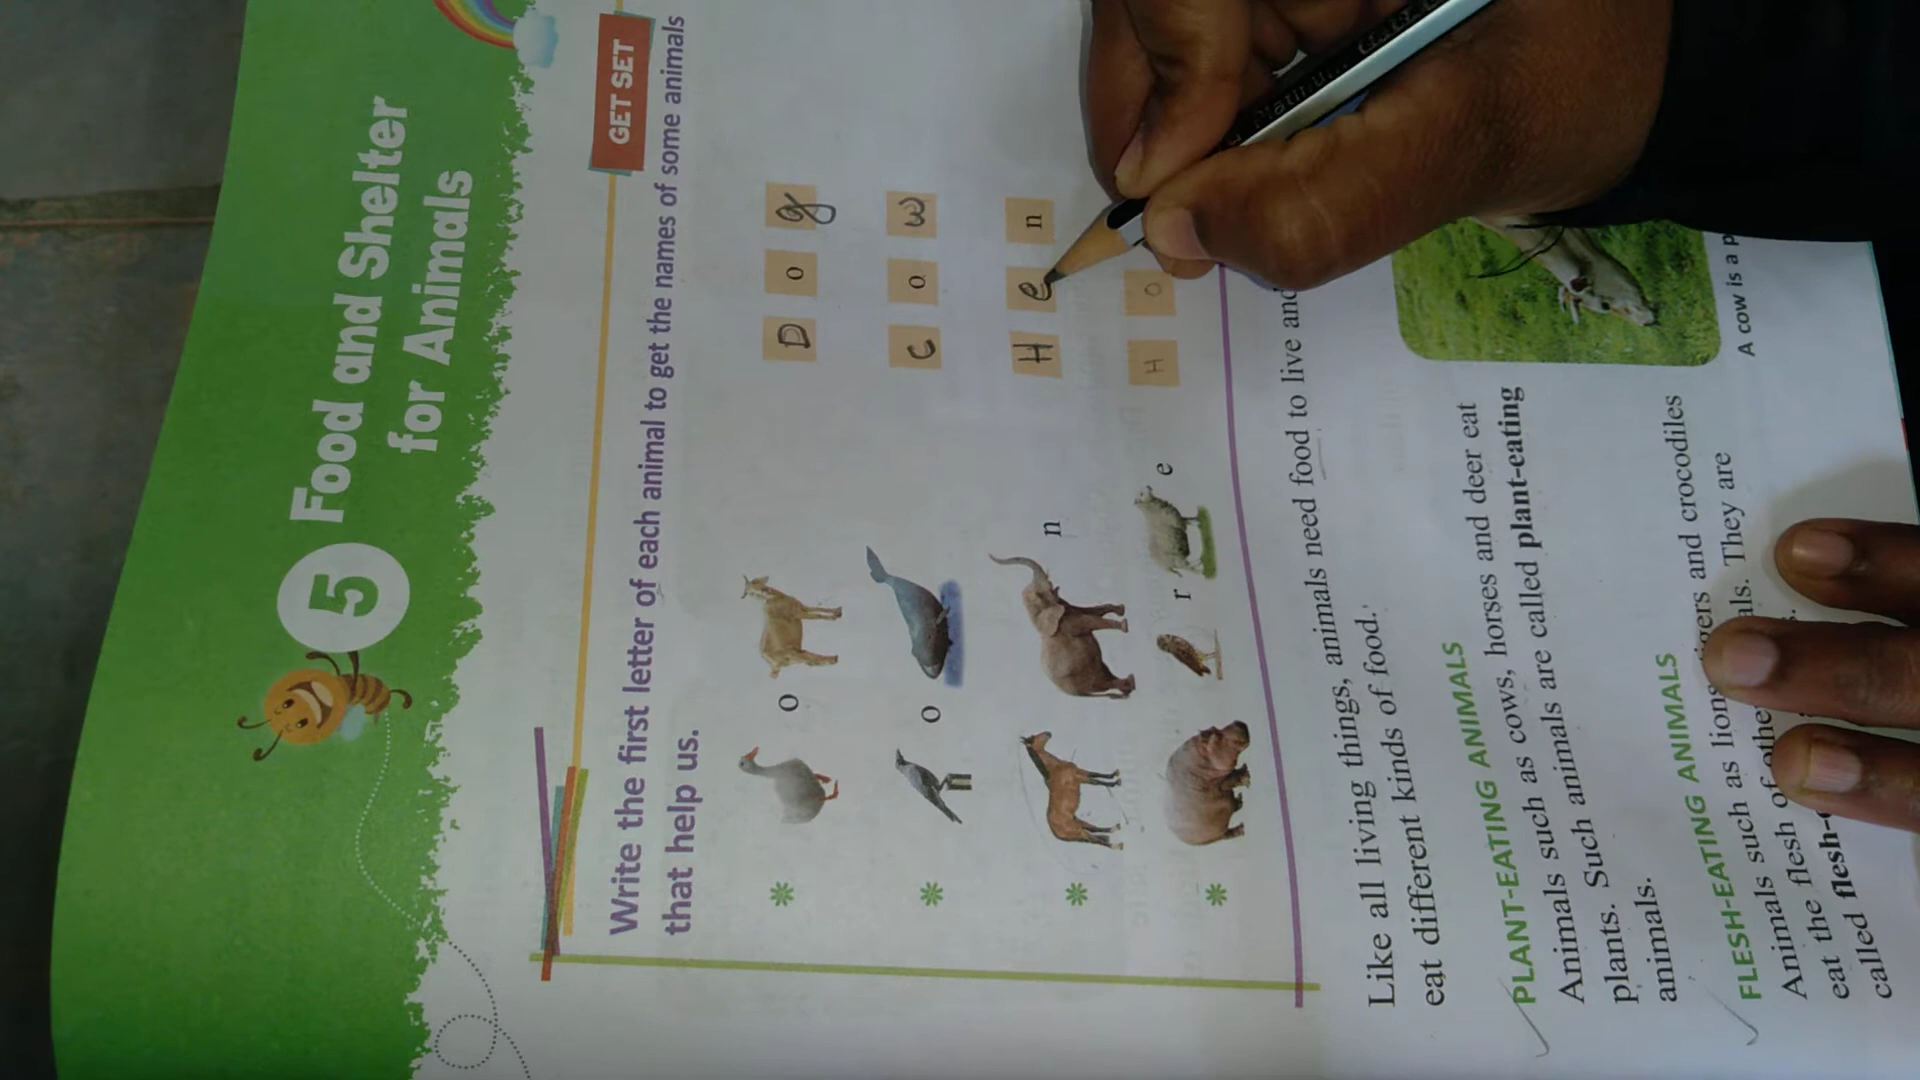 5 Food and Shelter
for Animals
GET SET
Write the first letter of each animal to get the names of some animals
that help us.
o D o g
o C o w
n H e n
r e H o
Like all living things, animals need food to live and
eat different kinds of food.
PLANT-EATING ANIMALS
Animals such as cows, horses and deer eat
plants. Such animals are called plant-eating
animals.
A cow is a p
FLESH-EATING ANIMALS
Animals such as lions, tigers and crocodiles
eat the flesh of other They are
called flesh-